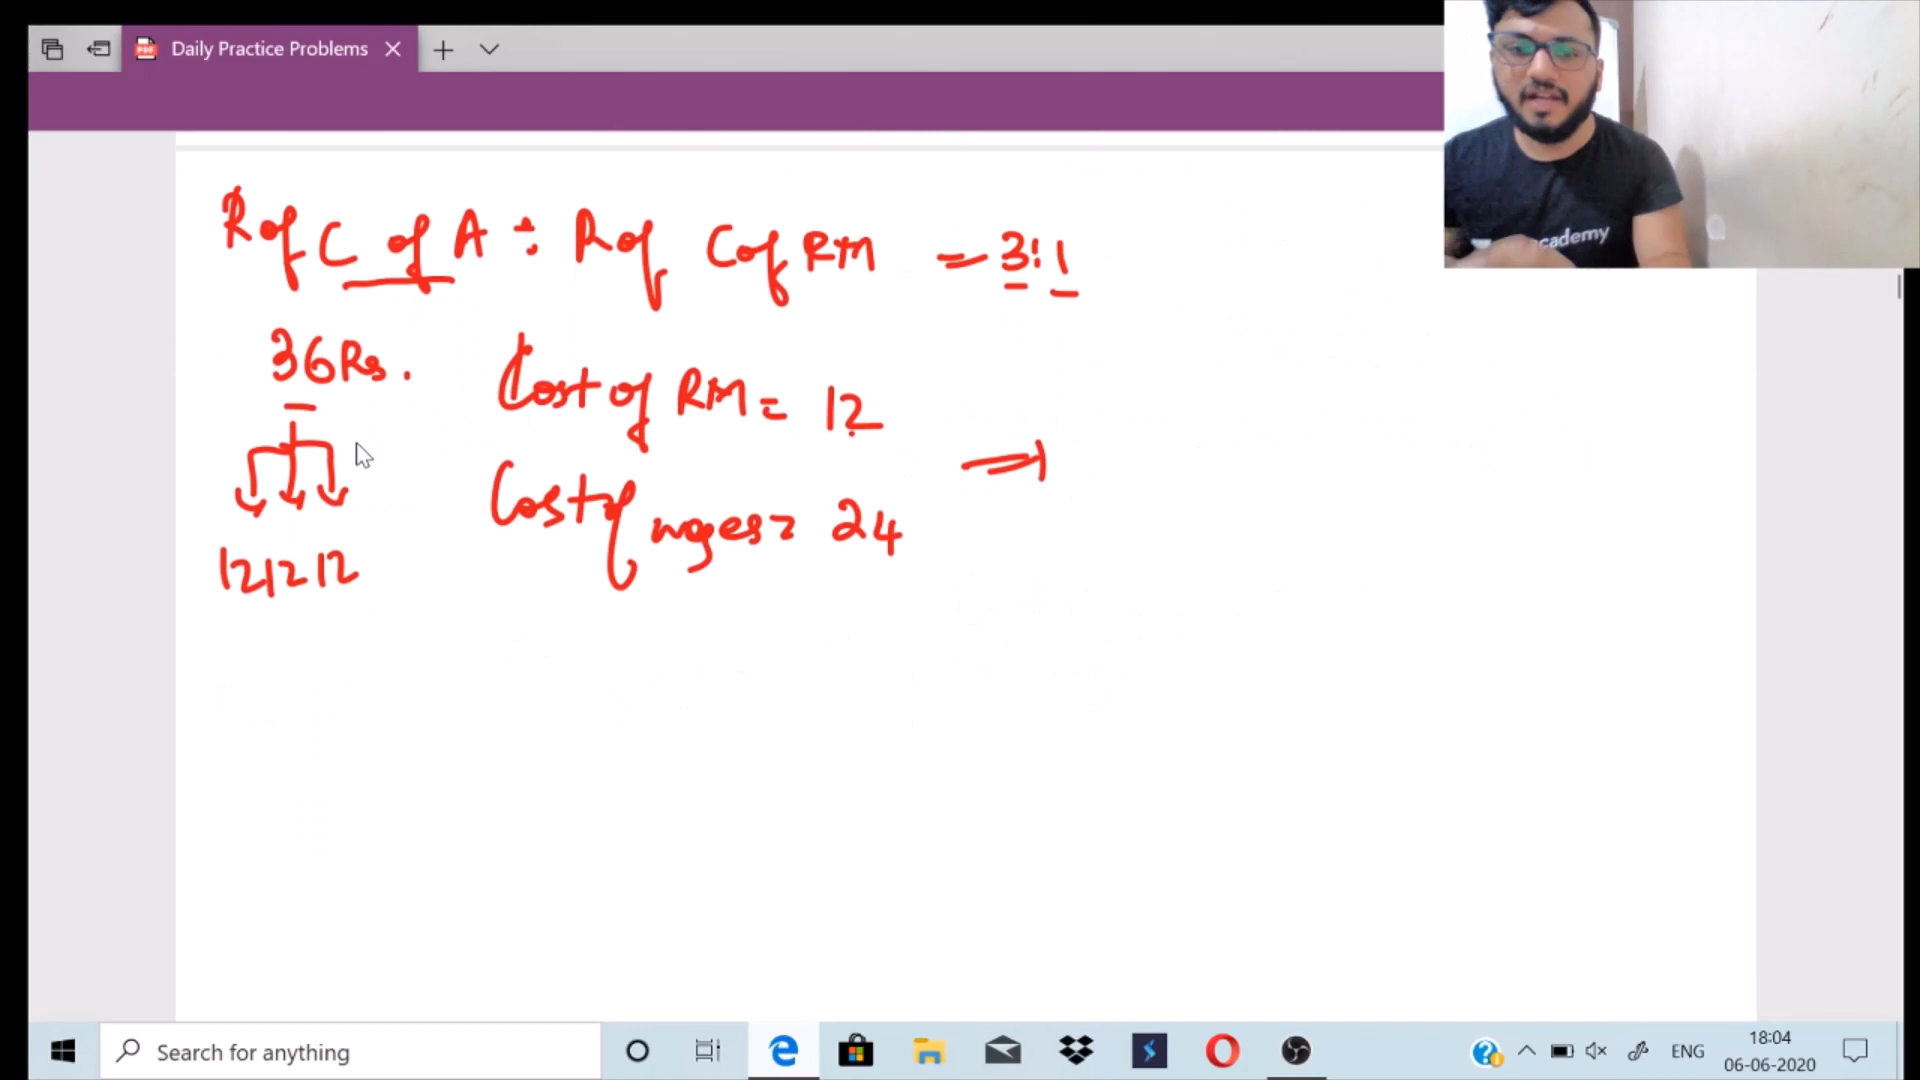 Daily Practice Problems
R of C of A : R of C of RM = 3:1
36 Rs.
Cost of RM = 12
Cost of wages = 24
12 12 12
cademy
Search for anything
ENG
18:04
06-06-2020